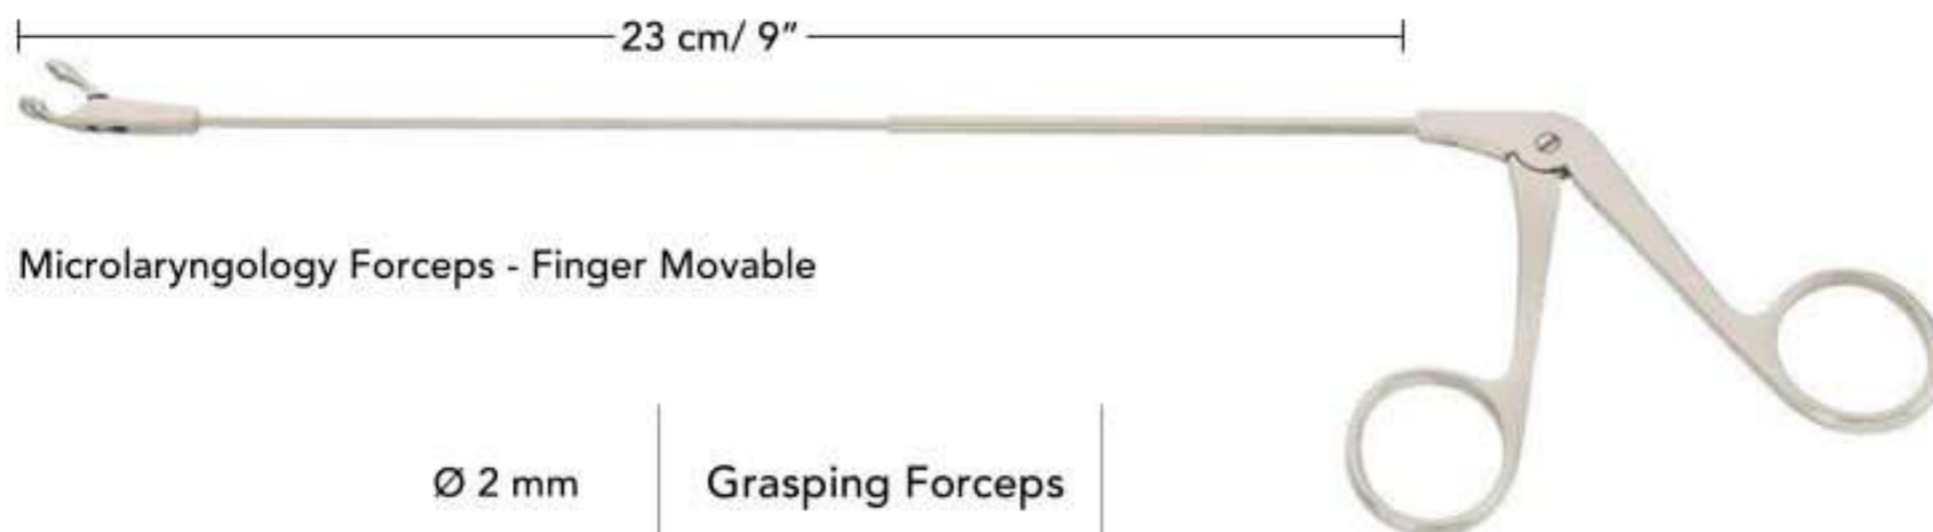 23 cm/ 9”
Microlaryngology Forceps - Finger Movable
Ø 2 mm
Grasping Forceps